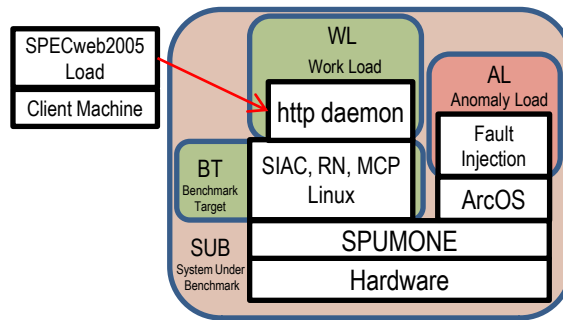 SPECweb2005
Load
Client Machine
WL
Work Load
http daemon
AL
Anomaly Load
Fault
Injection
ArcOS
BT
Benchmark
Target
SIAC, RN, MCP
Linux
SUB
System Under
Benchmark
SPUMONE
Hardware